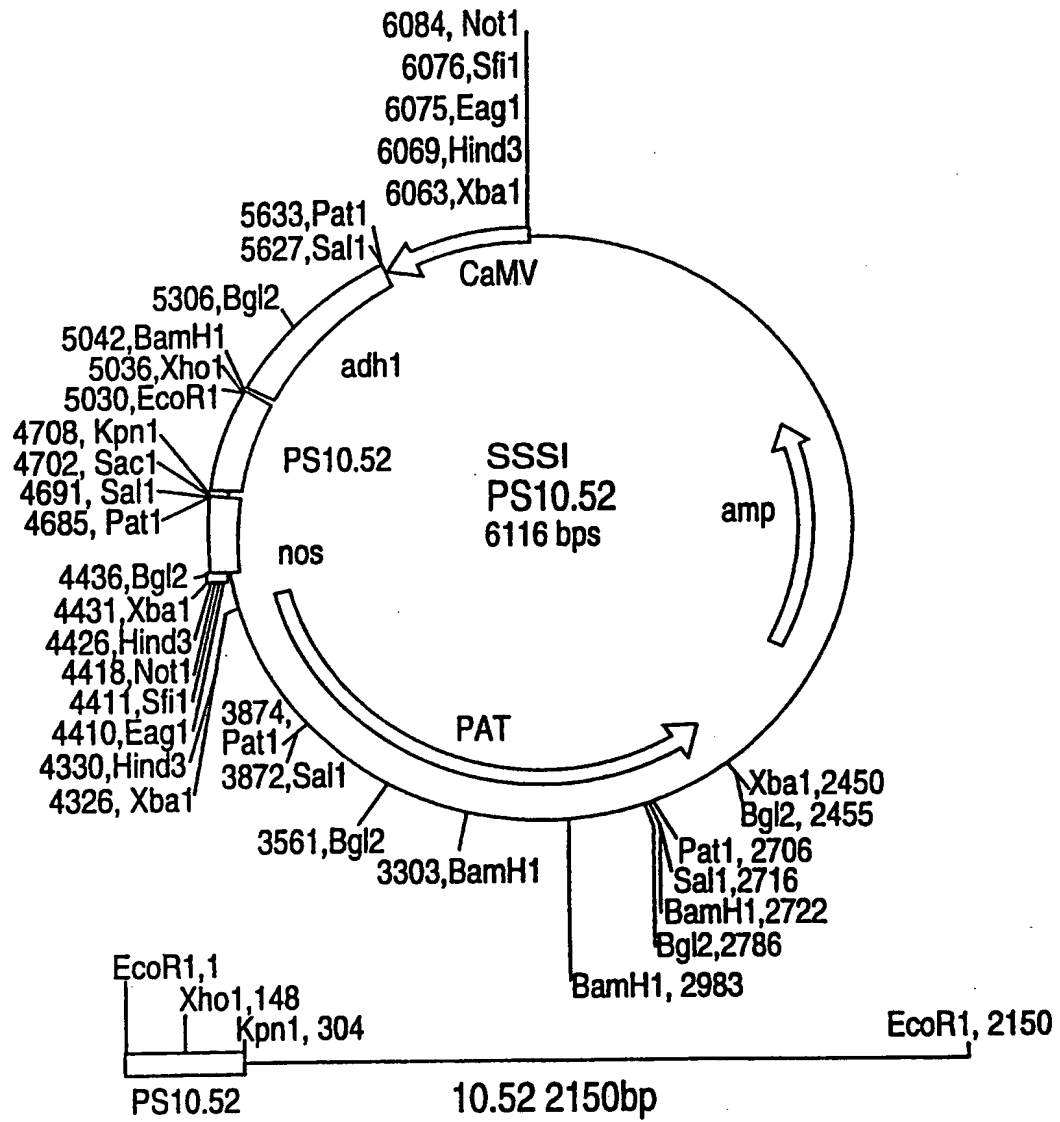 6084, Not1
6076,Sfi1
6075,Eag1
6069,Hind3
6063,Xba1
5633,Pat1
5627,Sal1
CaMV
5306,Bgl2
5042,BamH1
5036,Xho1
5030,EcoR1
adh1
4708, Kpn1
4702, Sac1
4691, Sal1
4685, Pat1
PS10.52
SSSI
PS10.52
6116 bps
amp
nos
4436,Bgl2
4431,Xba1
4426,Hind3
4418,Not1
4411,Sfi1
4410,Eag1
4330,Hind3
4326, Xba1
3874,
Pat1
3872,Sal1
PAT
3561,Bgl2
3303,BamH1
Xba1,2450
Bgl2, 2455
Pat1, 2706
Sal1,2716
BamH1,2722
Bgl2,2786
BamH1, 2983
EcoR1,1
Xho1,148
Kpn1, 304
EcoR1, 2150
PS10.52
10.52 2150bp